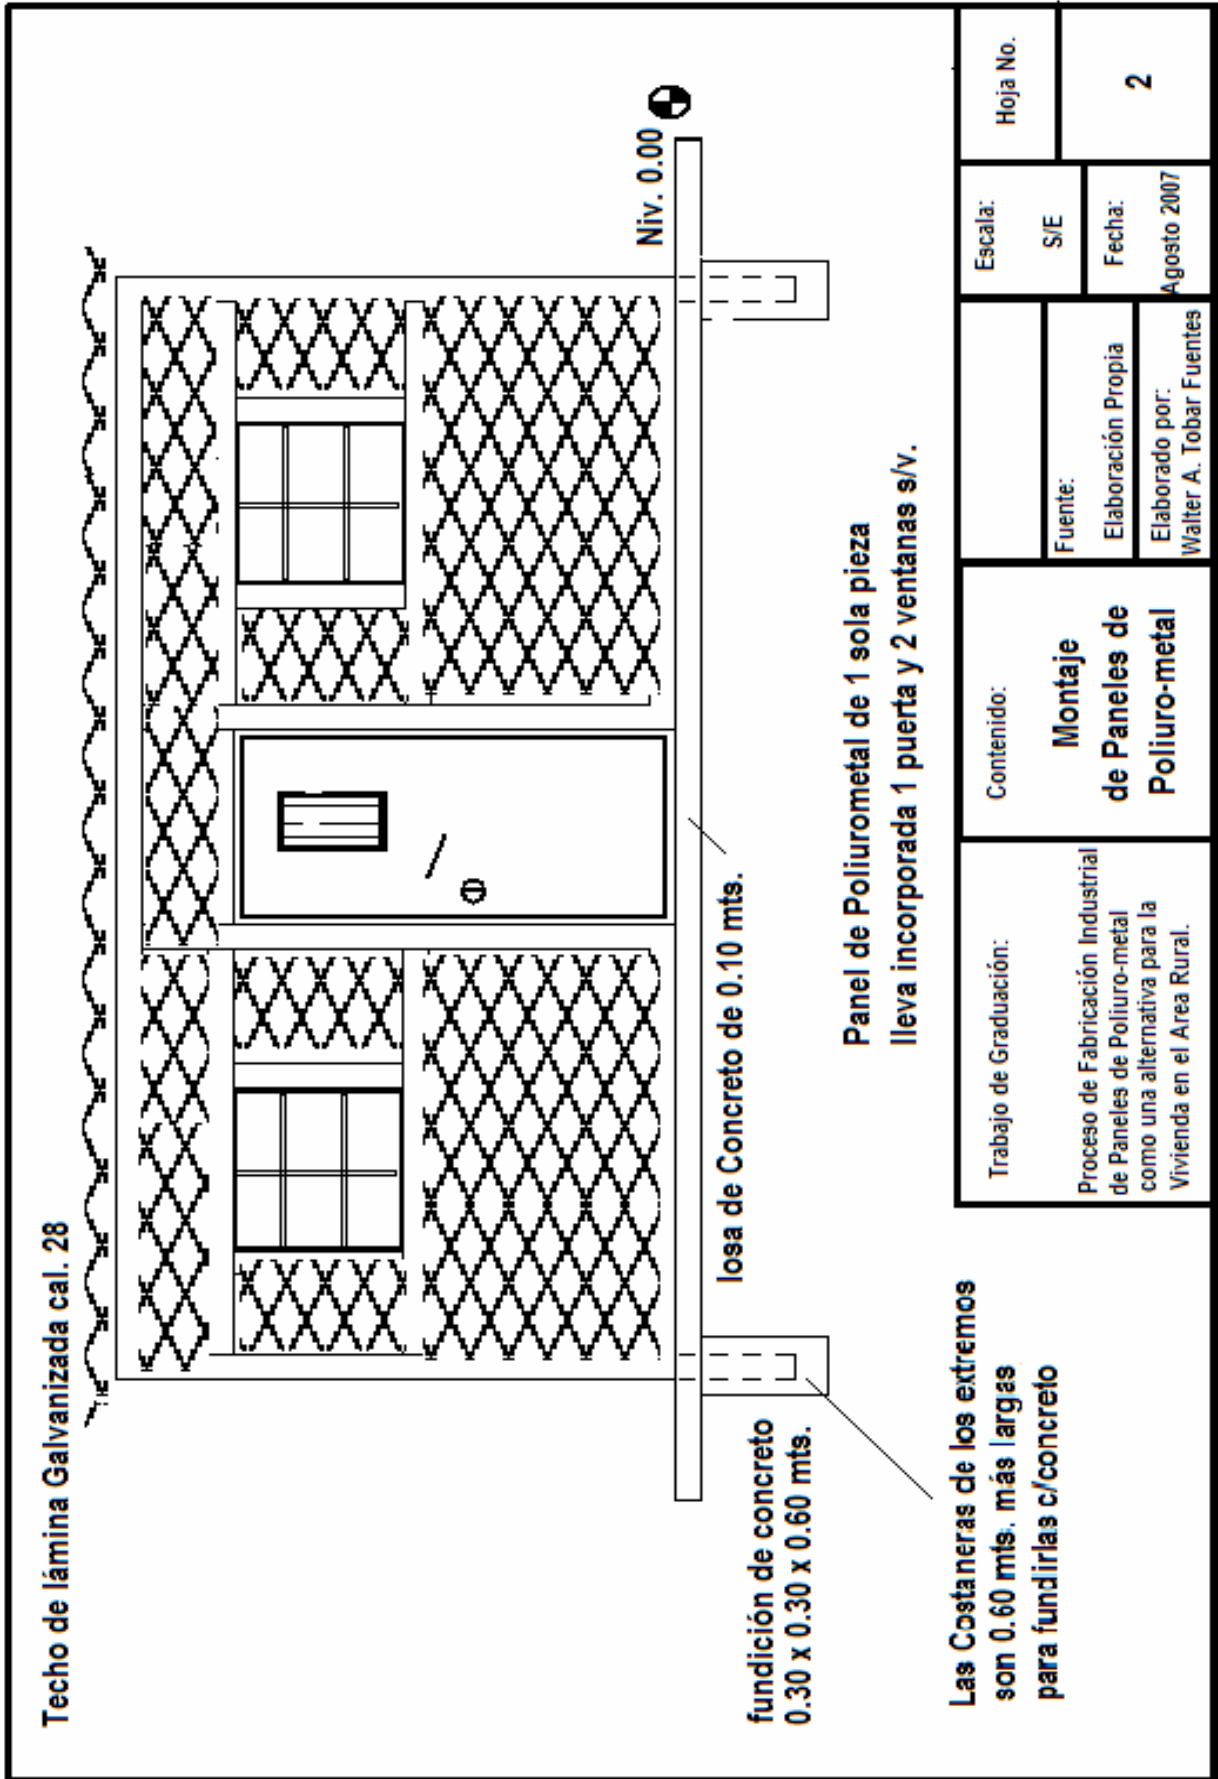 Techo de lámina Galvanizada cal. 28
Niv. 0.00
losa de Concreto de 0.10 mts.
fundición de concreto
0.30 x 0.30 x 0.60 mts.
Panel de Poliurometal de 1 sola pieza
lleva incorporada 1 puerta y 2 ventanas s/v.
Las Costaneras de los extremos
son 0.60 mts. más largas
para fundirlas c/concreto
Trabajo de Graduación:
Proceso de Fabricación Industrial
de Paneles de Poliuro-metal
como una alternativa para la
Vivienda en el Area Rural.
Contenido:
Montaje
de Paneles de
Poliuro-metal
Fuente:
Elaboración Propia
Elaborado por:
Walter A. Tobar Fuentes
Escala:
S/E
Fecha:
Agosto 2007
Hoja No.
2